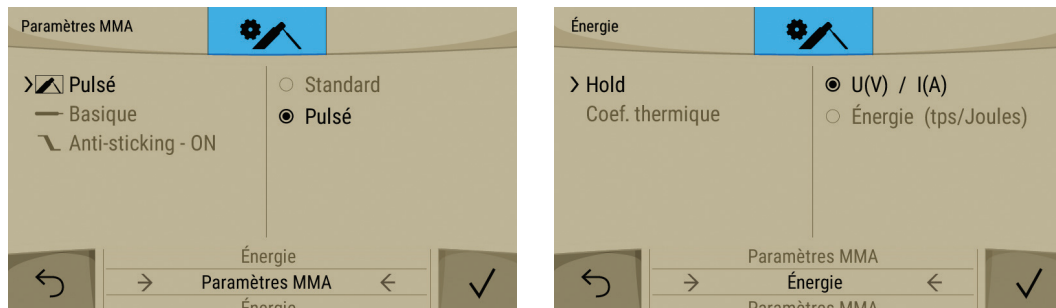 Paramètres MMA
Pulsé
Basique
Anti-sticking - ON
Standard
Pulsé
Énergie
Paramètres MMA
Énergie
Énergie
Hold
Coef. thermique
U(V) / I(A)
Énergie (tps/Joules)
Paramètres MMA
Énergie
Paramètres MMA